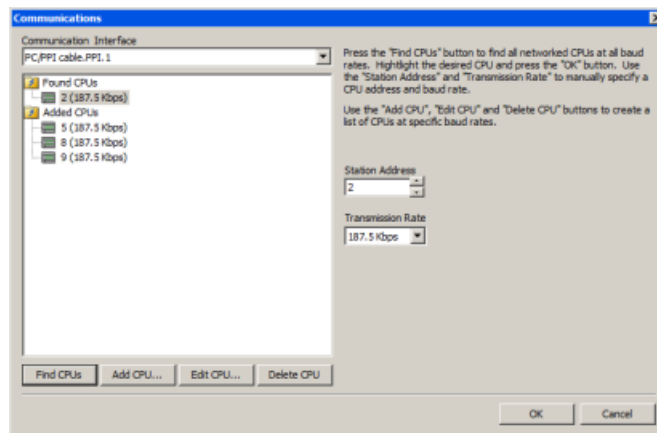 Communications
Communication Interface
PC/PPI cable.PPI.1
Found CPUs
2 (187.5 Kbps)
Added CPUs
5 (187.5 Kbps)
8 (187.5 Kbps)
9 (187.5 Kbps)
Find CPUs
Add CPU...
Edit CPU...
Delete CPU
Press the "Find CPUs" button to find all networked CPUs at all baud
rates. Hightlight the desired CPU and press the "OK" button. Use
the "Station Address" and "Transmission Rate" to manually specify a
CPU address and baud rate.
Use the "Add CPU", "Edit CPU" and "Delete CPU" buttons to create a
list of CPUs at specific baud rates.
Station Address
2
Transmission Rate
187.5 Kbps
OK
Cancel